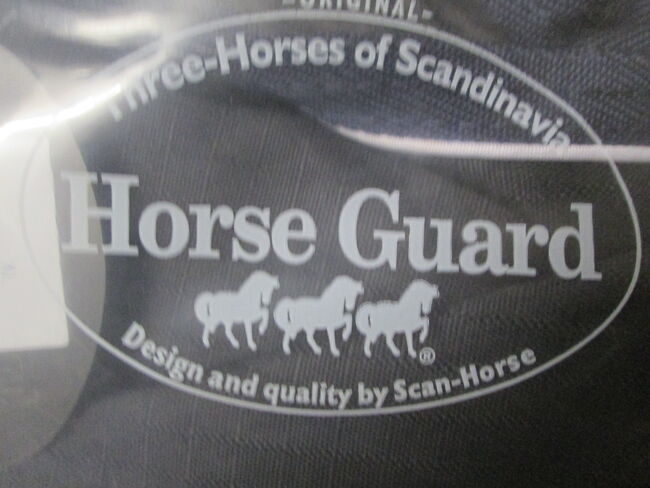 -ORIGINAL-
Three-Horses of Scandinavia
Horse Guard
®
Design and quality by Scan-Horse